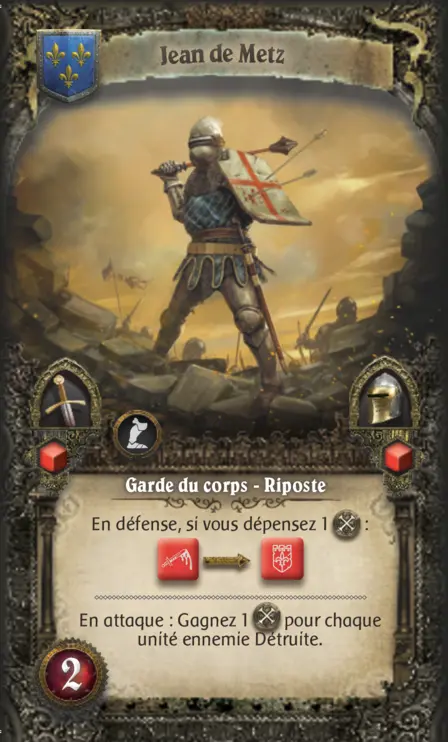 Jean de Metz
Garde du corps - Riposte
En défense, si vous dépensez 1 :
En attaque : Gagnez 1 pour chaque
unité ennemie Détruite.
2